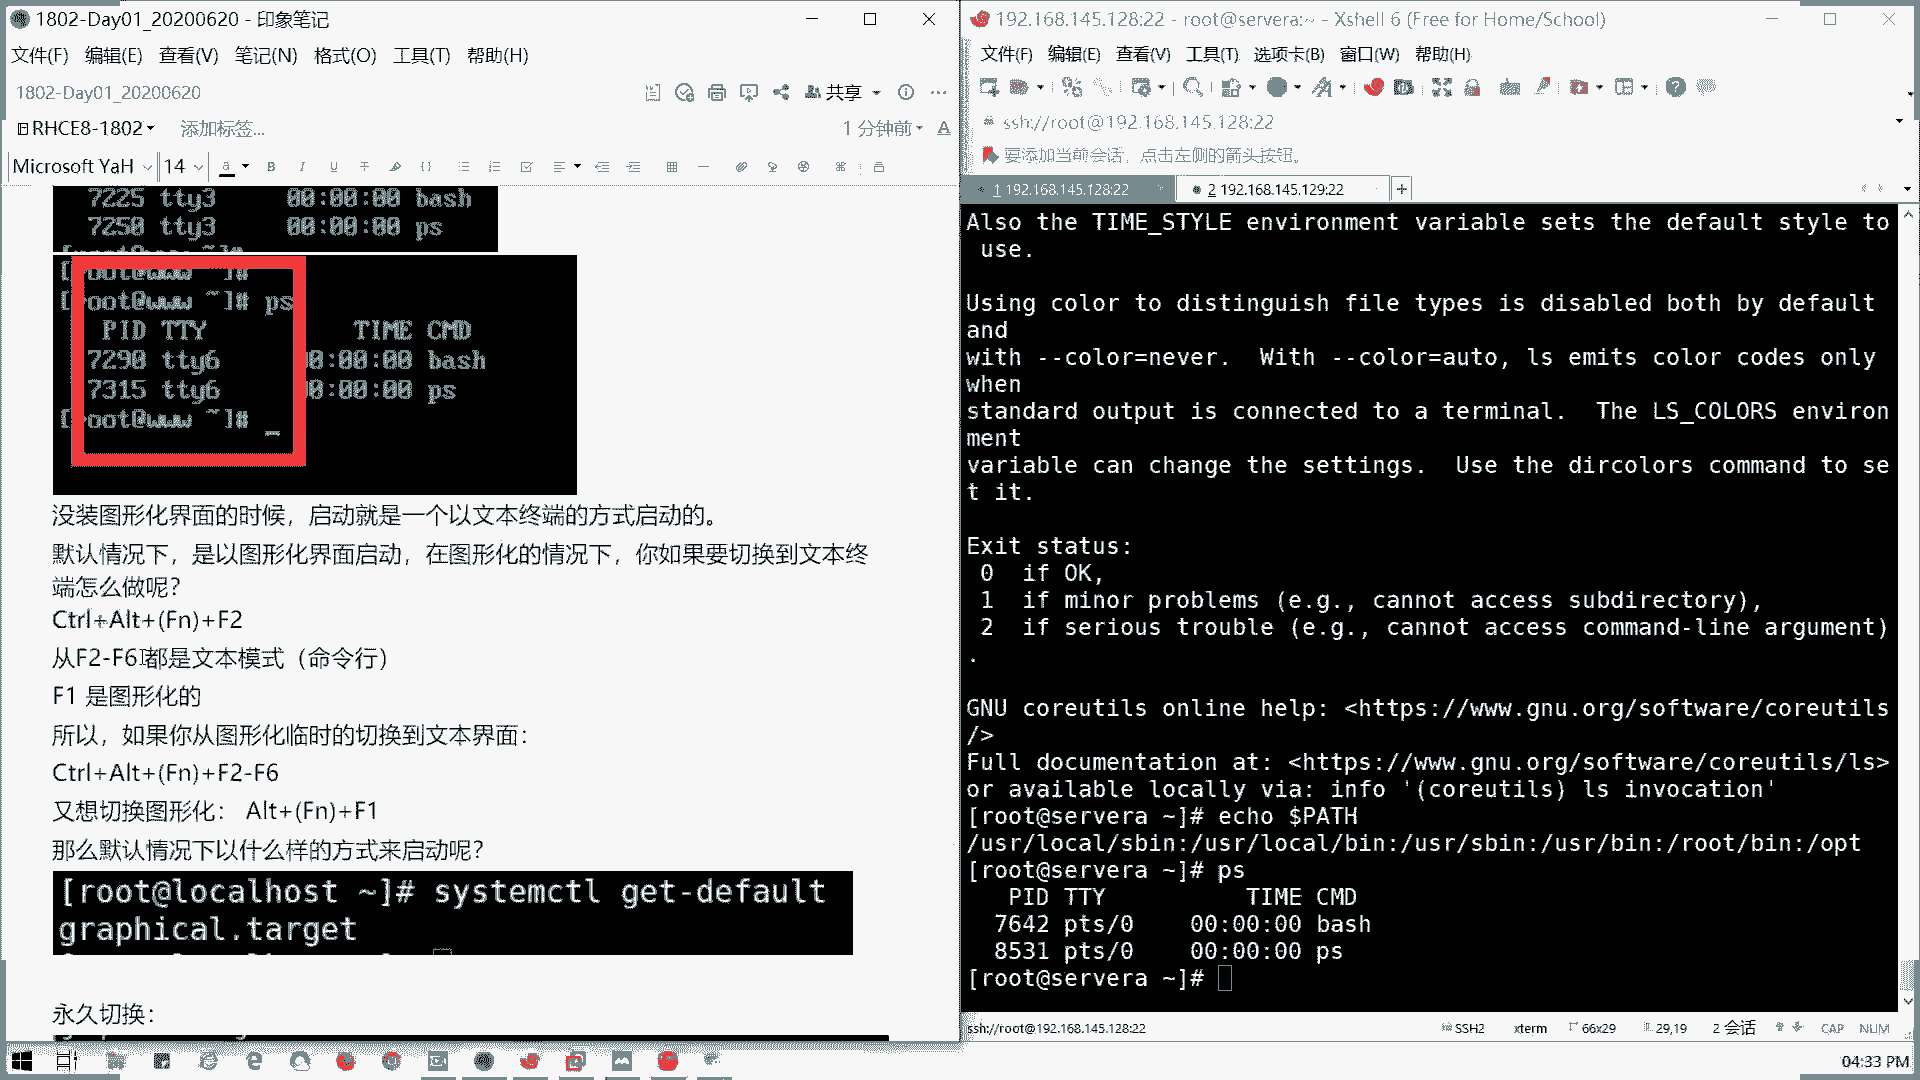 1802-Day01_20200620 - 印象笔记
文件(F) 编辑(E) 查看(V) 笔记(N) 格式(O) 工具(T) 帮助(H)
1802-Day01_20200620
共享
RHCE8-1802
添加标签...
1 分钟前
Microsoft YaH 14
7225 tty3 00:00:00 bash
7250 tty3 00:00:00 ps
[root@www ~]#
[root@www ~]# ps
PID TTY TIME CMD
7290 tty6 00:00:00 bash
7315 tty6 00:00:00 ps
[root@www ~]# _
没装图形化界面的时候，启动就是一个以文本终端的方式启动的。
默认情况下，是以图形化界面启动，在图形化的情况下，你如果要切换到文本终
端怎么做呢？
Ctrl+Alt+(Fn)+F2
从F2-F6都是文本模式（命令行）
F1 是图形化的
所以，如果你从图形化临时的切换到文本界面：
Ctrl+Alt+(Fn)+F2-F6
又想切换图形化： Alt+(Fn)+F1
那么默认情况下以什么样的方式来启动呢？
[root@localhost ~]# systemctl get-default
graphical.target
永久切换：
192.168.145.128:22 - root@servera:~ - Xshell 6 (Free for Home/School)
文件(F) 编辑(E) 查看(V) 工具(T) 选项卡(B) 窗口(W) 帮助(H)
ssh://root@192.168.145.128:22
要添加当前会话，点击左侧的箭头按钮。
1 192.168.145.128:22
2 192.168.145.129:22
Also the TIME_STYLE environment variable sets the default style to
use.
Using color to distinguish file types is disabled both by default
and
with --color=never. With --color=auto, ls emits color codes only
when
standard output is connected to a terminal. The LS_COLORS environ
ment
variable can change the settings. Use the dircolors command to se
t it.
Exit status:
0 if OK,
1 if minor problems (e.g., cannot access subdirectory),
2 if serious trouble (e.g., cannot access command-line argument)
.
GNU coreutils online help: <https://www.gnu.org/software/coreutils
/>
Full documentation at: <https://www.gnu.org/software/coreutils/ls>
or available locally via: info '(coreutils) ls invocation'
[root@servera ~]# echo $PATH
/usr/local/sbin:/usr/local/bin:/usr/sbin:/usr/bin:/root/bin:/opt
[root@servera ~]# ps
PID TTY TIME CMD
7642 pts/0 00:00:00 bash
8531 pts/0 00:00:00 ps
[root@servera ~]#
ssh://root@192.168.145.128:22 SSH2 xterm 66x29 29,19 2 会话 CAP NUM
04:33 PM